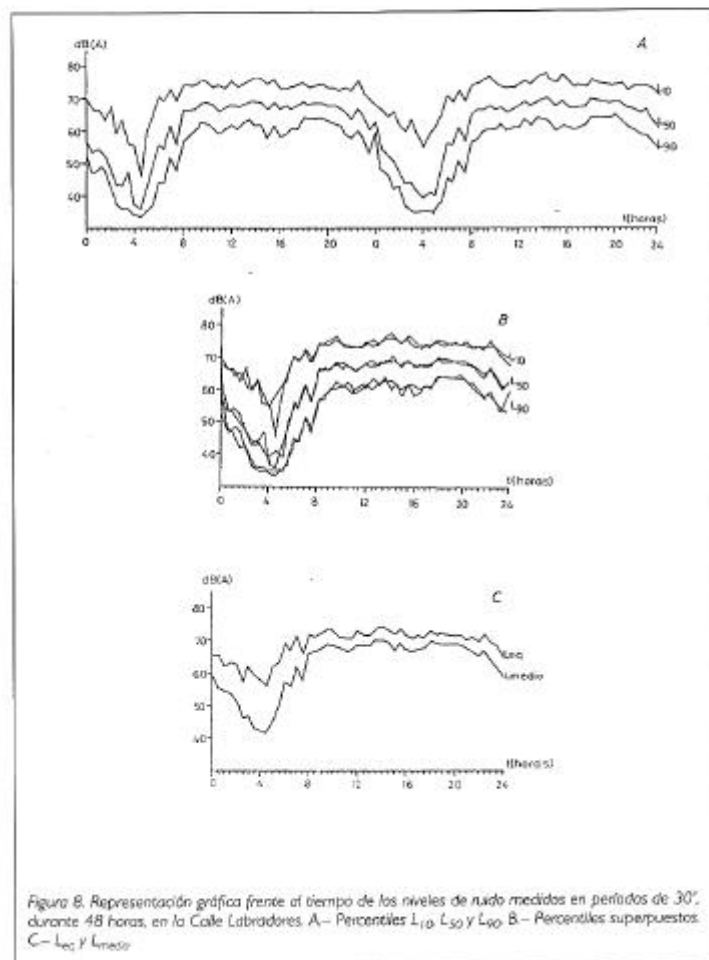 dB(A)
A
80
70
60
50
40
L10
L50
L90
t(horas)
0 4 8 12 16 20 0 4 8 12 16 20 24
dB(A)
B
80
70
60
50
40
L10
L50
L90
t(horas)
0 4 8 12 16 20 24
dB(A)
C
80
70
60
50
40
Leq
Lmedio
t(horas)
0 4 8 12 16 20 24
Figura 8. Representación gráfica frente al tiempo de los niveles de ruido medidos en períodos de 30",
durante 48 horas, en la Calle Labradores. A.– Percentiles L10, L50 y L90. B.– Percentiles superpuestos.
C– Leq y Lmedio